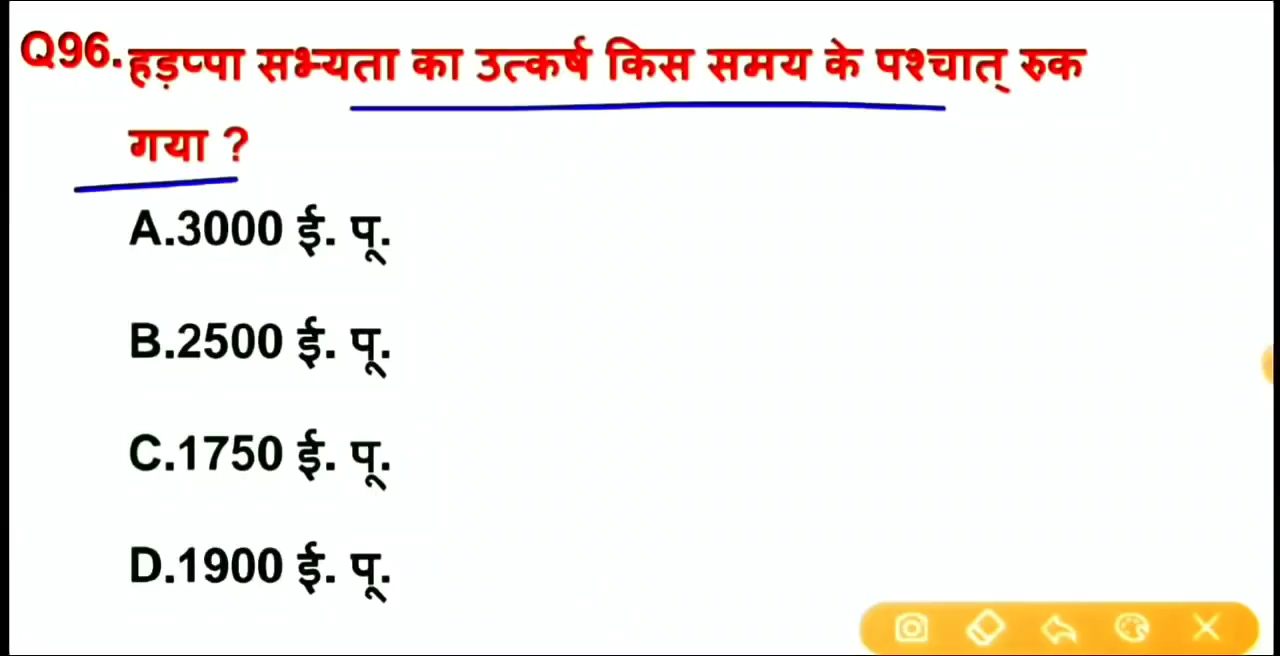 Q96. हड़प्पा सभ्यता का उत्कर्ष किस समय के पश्चात् रुक
गया ?
A.3000 ई. पू.
B.2500 ई. पू.
C.1750 ई. पू.
D.1900 ई. पू.